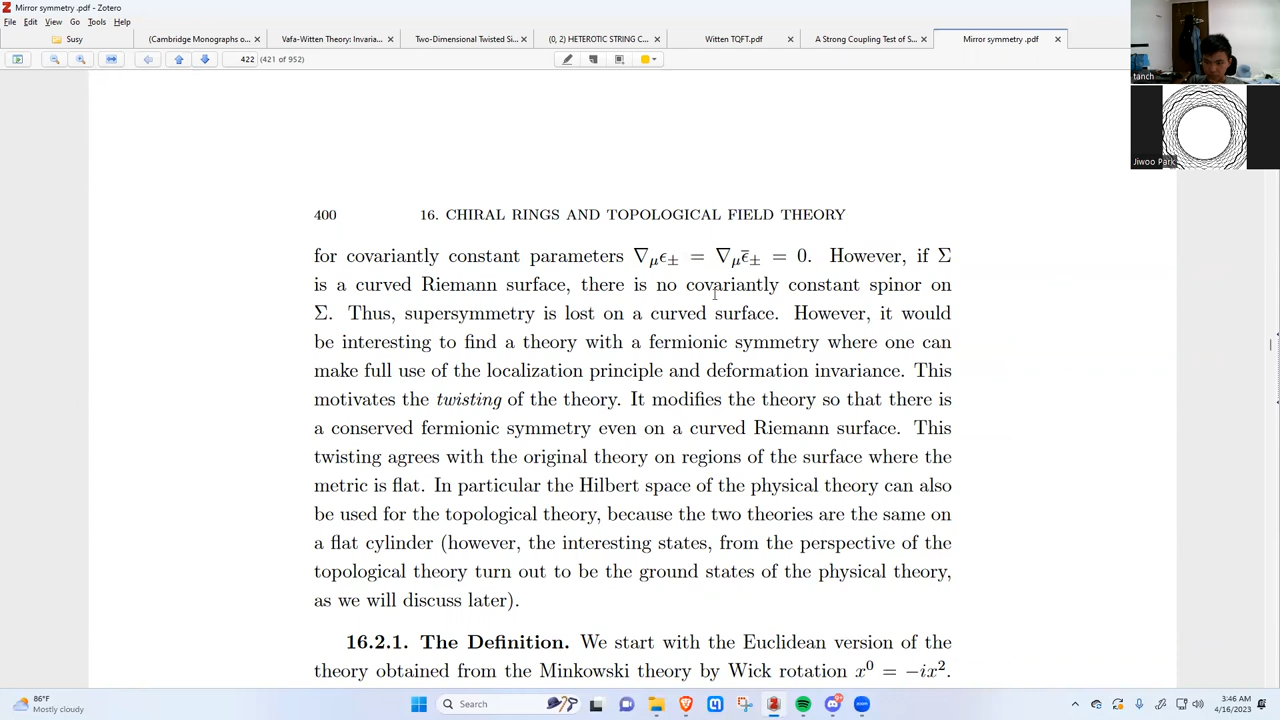 Mirror symmetry .pdf - Zotero
File Edit View Go Tools Help
Susy
(Cambridge Monographs o...
Vafa-Witten Theory: Invaria...
Two-Dimensional Twisted Si...
(0, 2) HETEROTIC STRING C...
Witten TQFT.pdf
A Strong Coupling Test of S...
Mirror symmetry .pdf
422 (421 of 952)
tanch
Jiwoo Park
400 16. CHIRAL RINGS AND TOPOLOGICAL FIELD THEORY
for covariantly constant parameters ∇μϵ± = ∇μϵ̄± = 0. However, if Σ
is a curved Riemann surface, there is no covariantly constant spinor on
Σ. Thus, supersymmetry is lost on a curved surface. However, it would
be interesting to find a theory with a fermionic symmetry where one can
make full use of the localization principle and deformation invariance. This
motivates the twisting of the theory. It modifies the theory so that there is
a conserved fermionic symmetry even on a curved Riemann surface. This
twisting agrees with the original theory on regions of the surface where the
metric is flat. In particular the Hilbert space of the physical theory can also
be used for the topological theory, because the two theories are the same on
a flat cylinder (however, the interesting states, from the perspective of the
topological theory turn out to be the ground states of the physical theory,
as we will discuss later).
16.2.1. The Definition. We start with the Euclidean version of the
theory obtained from the Minkowski theory by Wick rotation x⁰ = −ix².
86°F
Mostly cloudy
Search
3:46 AM
4/16/2023